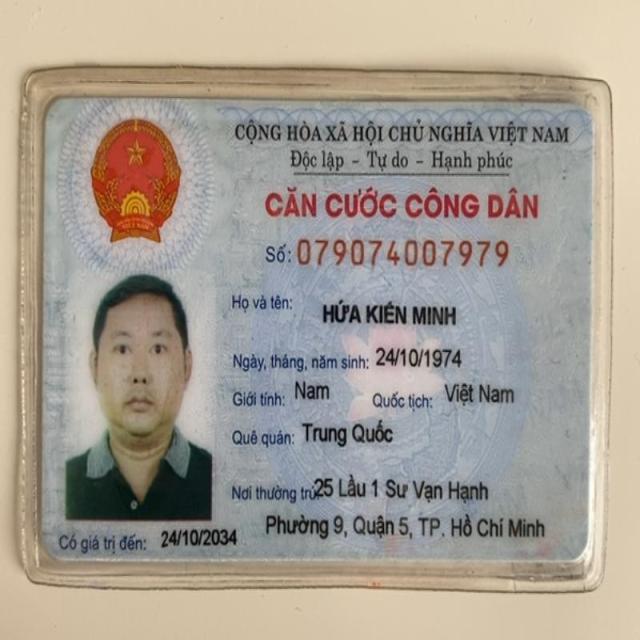 CỘNG HÒA XÃ HỘI CHỦ NGHĨA VIỆT NAM
Độc lập - Tự do - Hạnh phúc
CĂN CƯỚC CÔNG DÂN
Số: 079074007979
Họ và tên: HỨA KIẾN MINH
Ngày, tháng, năm sinh: 24/10/1974
Giới tính: Nam Quốc tịch: Việt Nam
Quê quán: Trung Quốc
Nơi thường trú: 25 Lầu 1 Sư Vạn Hạnh
Phường 9, Quận 5, TP. Hồ Chí Minh
Có giá trị đến: 24/10/2034